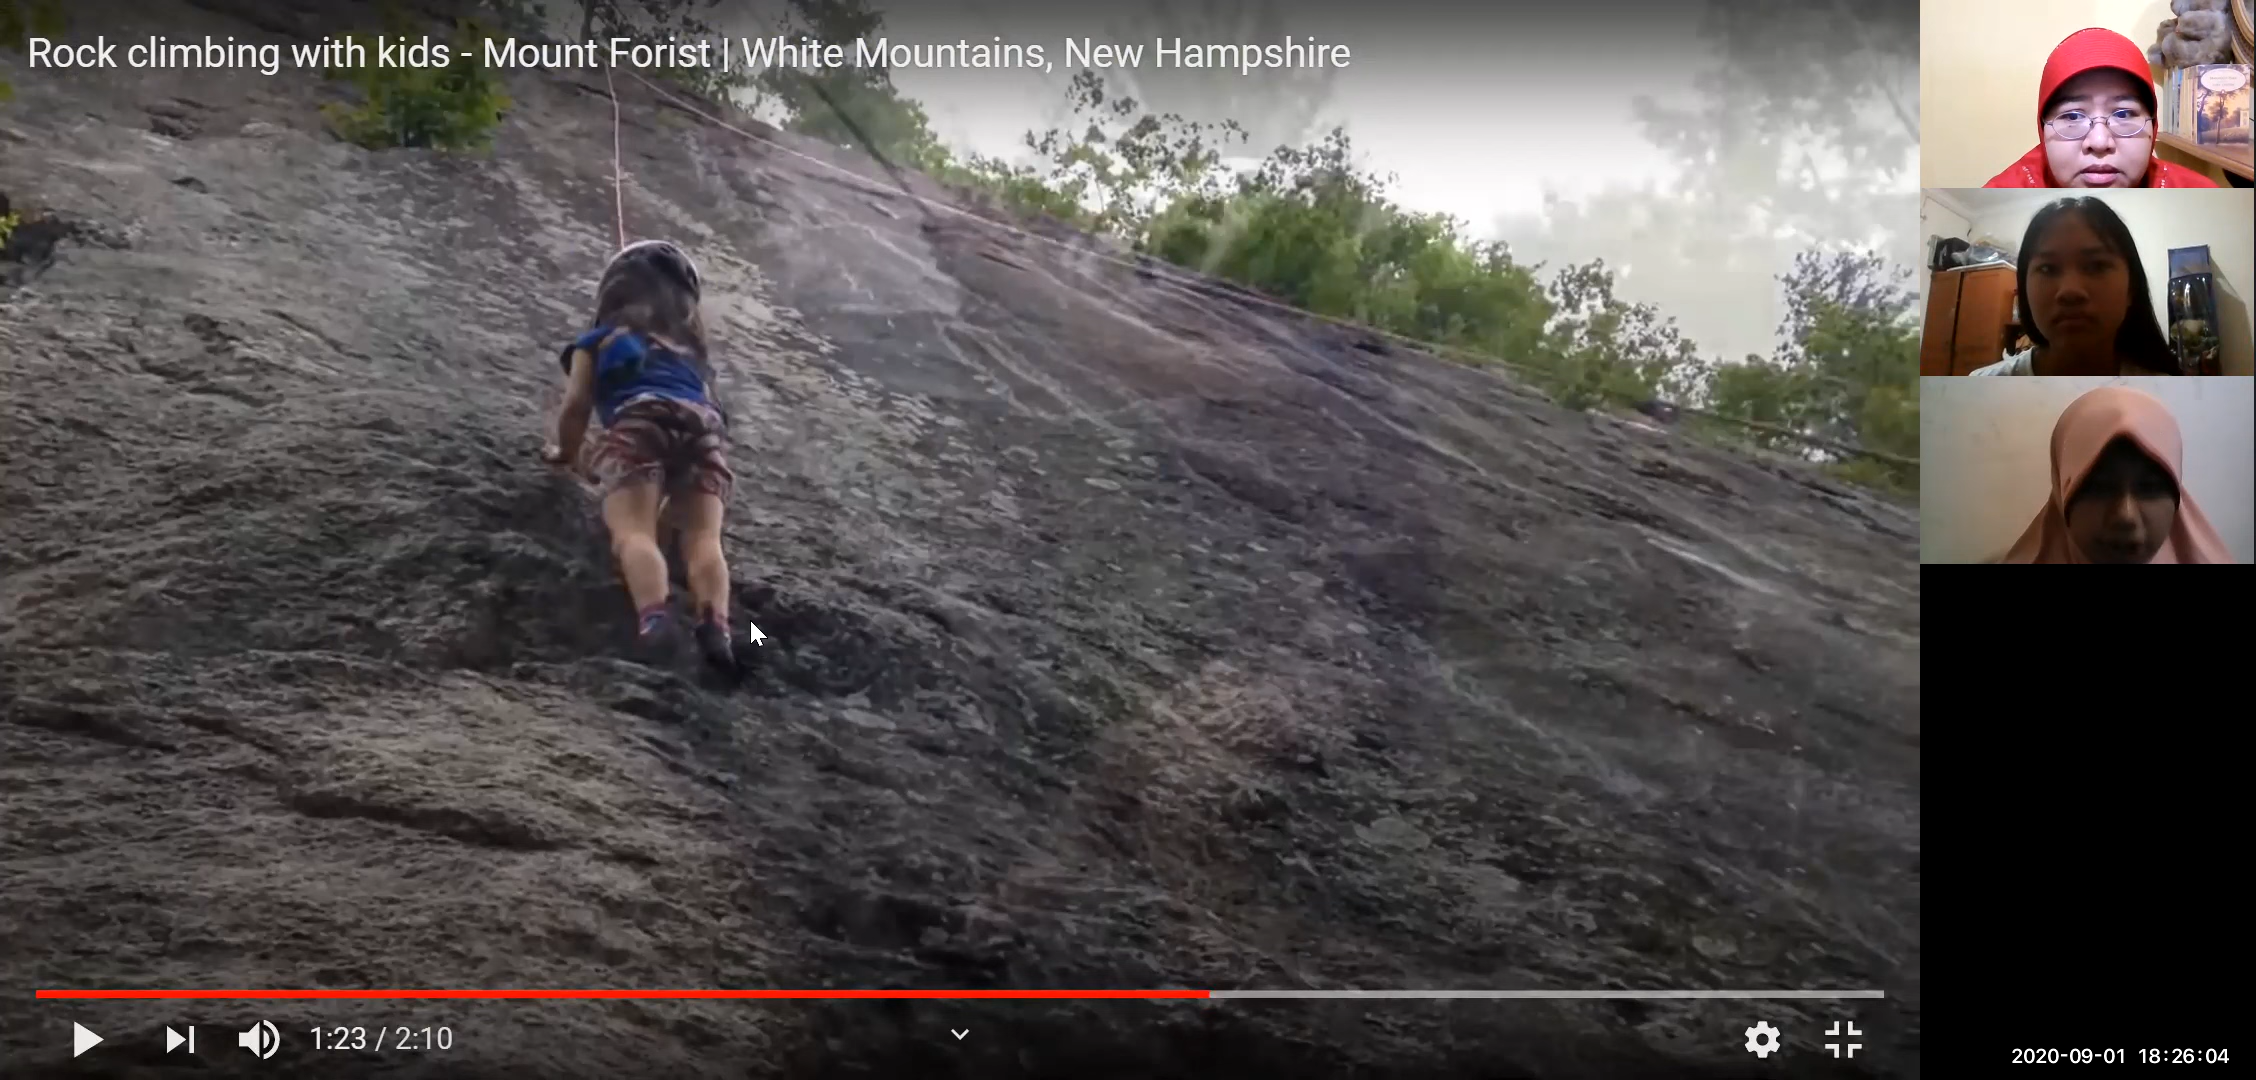 Rock climbing with kids - Mount Forist | White Mountains, New Hampshire
1:23 / 2:10
2020-09-01 18:26:04